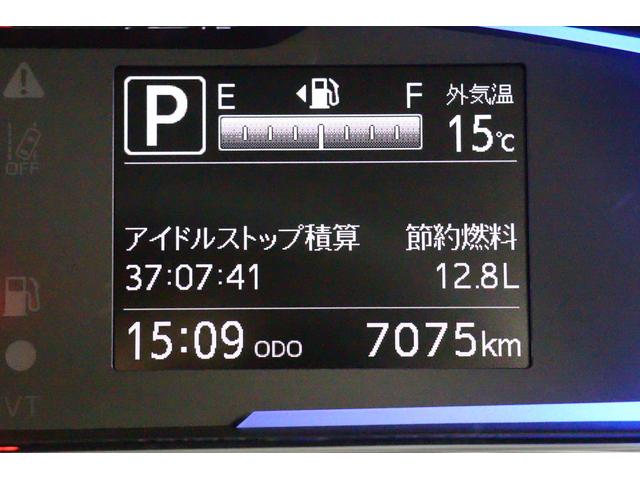 P E F 外気温
15℃
アイドルストップ積算 節約燃料
37:07:41 12.8L
15:09 ODO 7075km
OFF
VT